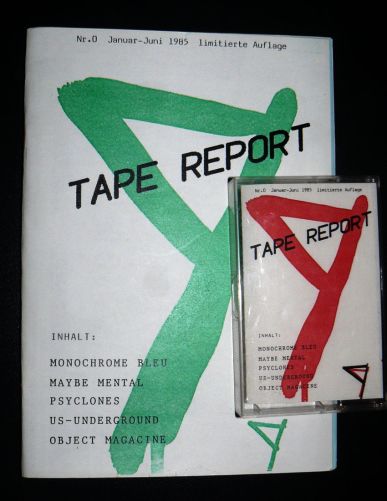 Nr.0 Januar-Juni 1985 limitierte Auflage
TAPE REPORT
INHALT:
MONOCHROME BLEU
MAYBE MENTAL
PSYCLONES
US-UNDERGROUND
OBJECT MAGACINE
Nr.0 Januar-Juni 1985 limitierte Auflage
TAPE REPORT
INHALT:
MONOCHROME BLEU
MAYBE MENTAL
PSYCLONES
US-UNDERGROUND
OBJECT MAGACINE